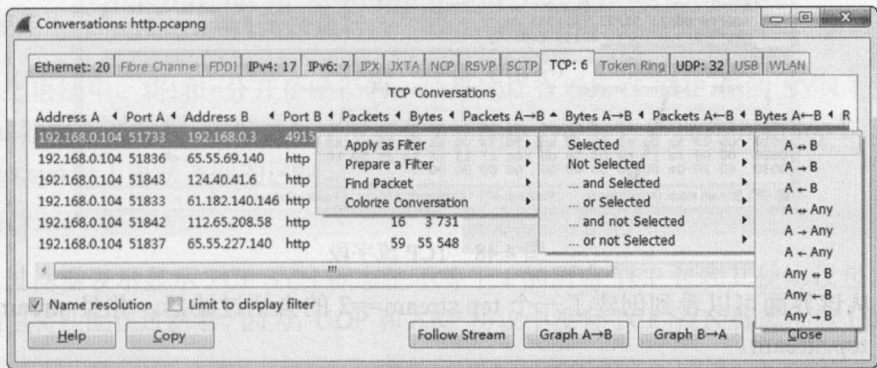 Conversations: http.pcapng
Ethernet: 20 Fibre Channe FDDI IPv4: 17 IPv6: 7 IPX JXTA NCP RSVP SCTP TCP: 6 Token Ring UDP: 32 USB WLAN
TCP Conversations
Address A Port A Address B Port B Packets Bytes Packets A→B Bytes A→B Packets A←B Bytes A←B R
192.168.0.104 51733 192.168.0.3 4915
192.168.0.104 51836 65.55.69.140 http
192.168.0.104 51843 124.40.41.6 http
192.168.0.104 51833 61.182.140.146 http
192.168.0.104 51842 112.65.208.58 http 16 3 731
192.168.0.104 51837 65.55.227.140 http 59 55 548
Apply as Filter
Prepare a Filter
Find Packet
Colorize Conversation
Selected
Not Selected
... and Selected
... or Selected
... and not Selected
... or not Selected
A ↔ B
A → B
A ← B
A ↔ Any
A → Any
A ← Any
Any ↔ B
Any ← B
Any → B
Name resolution Limit to display filter
Help Copy Follow Stream Graph A→B Graph B→A Close